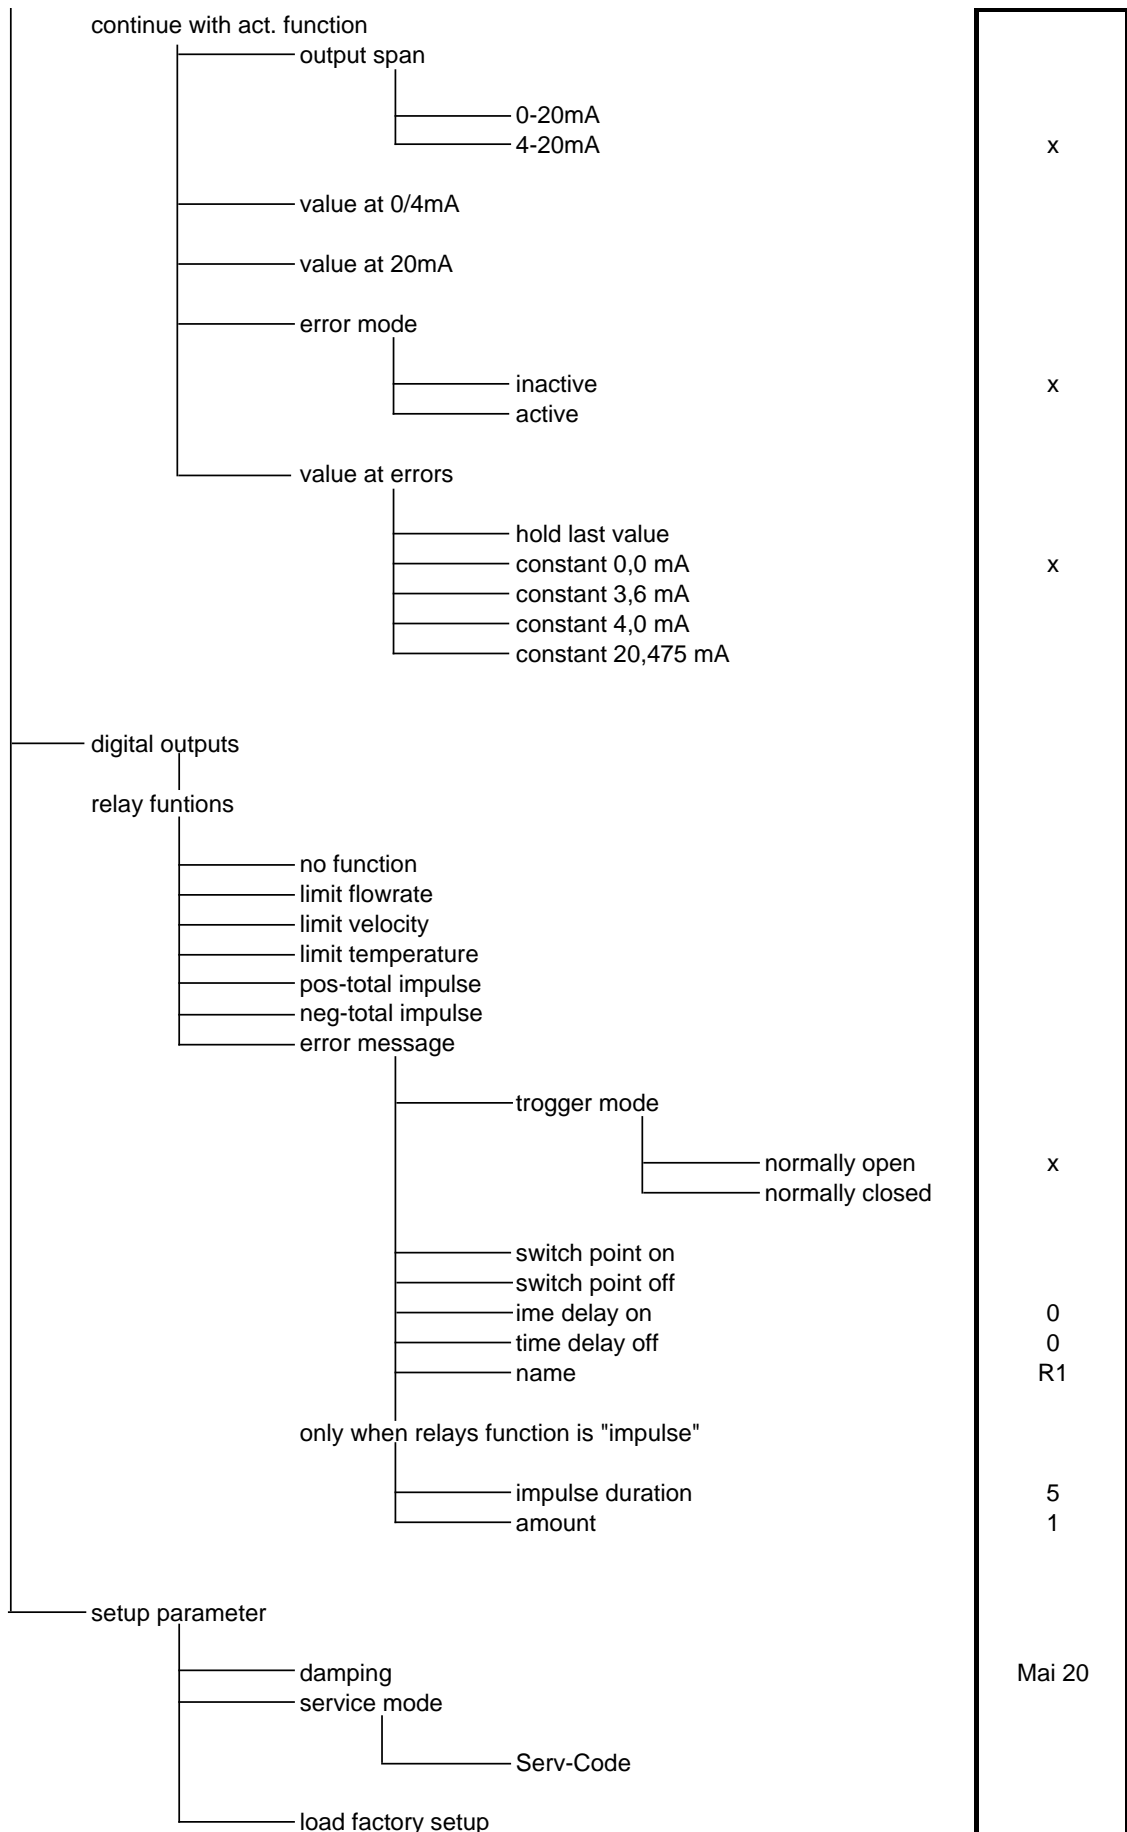 continue with act. function
output span
0-20mA
4-20mA x
value at 0/4mA
value at 20mA
error mode
inactive x
active
value at errors
hold last value
constant 0,0 mA x
constant 3,6 mA
constant 4,0 mA
constant 20,475 mA
digital outputs
relay funtions
no function
limit flowrate
limit velocity
limit temperature
pos-total impulse
neg-total impulse
error message
trogger mode
normally open x
normally closed
switch point on
switch point off
ime delay on 0
time delay off 0
name R1
only when relays function is "impulse"
impulse duration 5
amount 1
setup parameter
damping Mai 20
service mode
Serv-Code
load factory setup